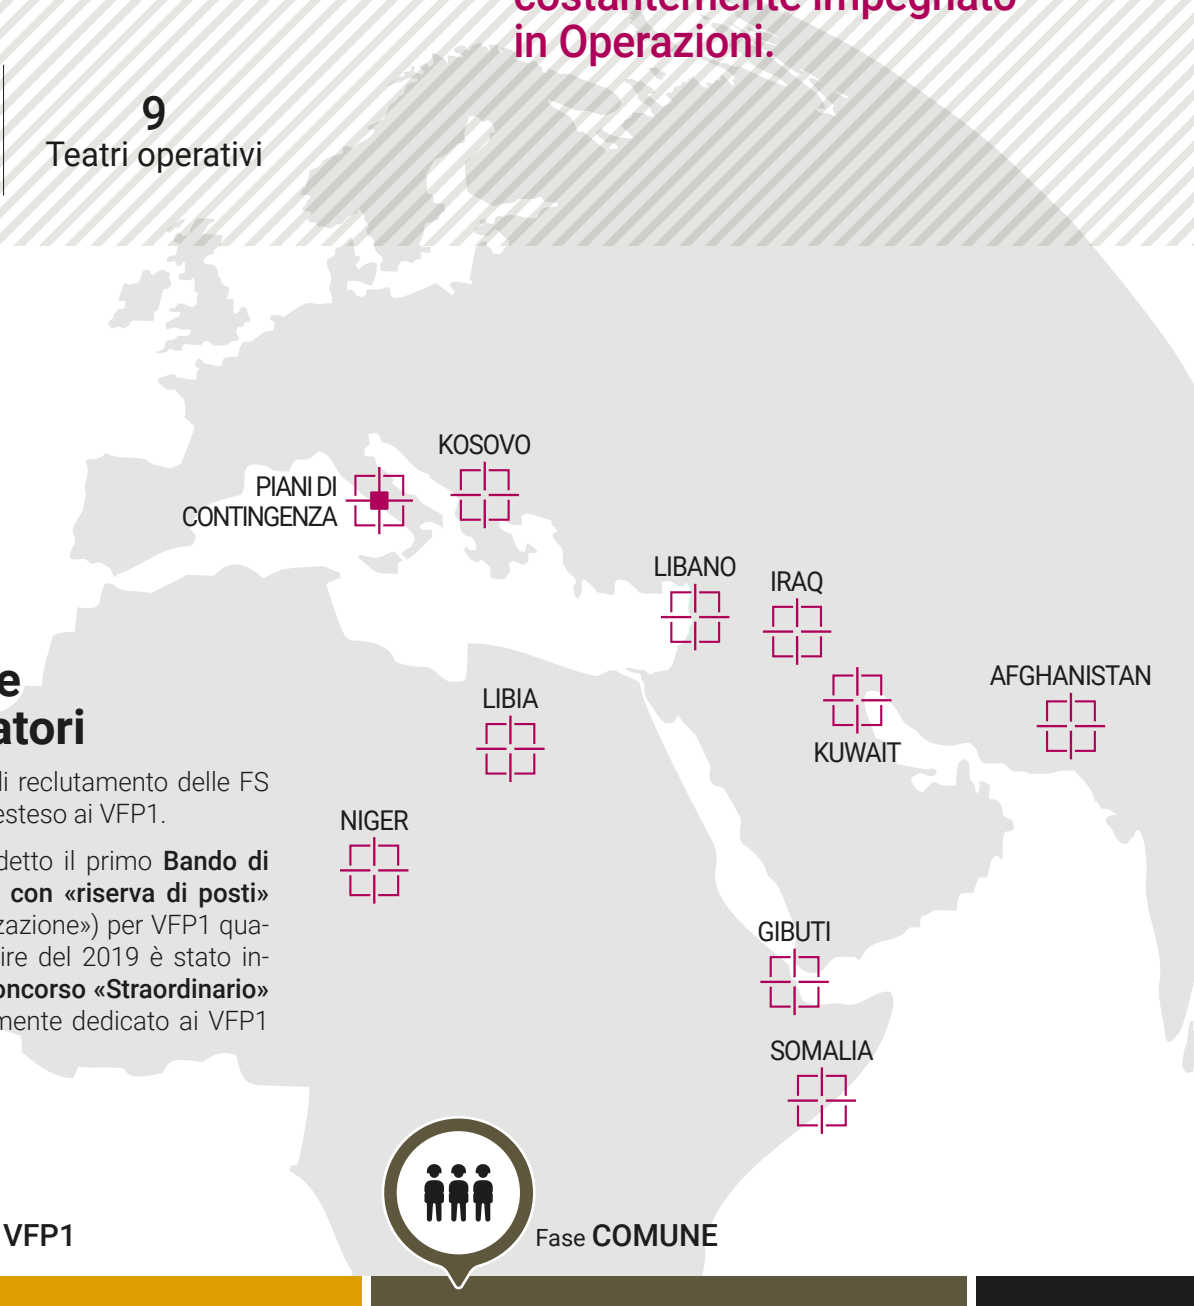 costantemente impegnato
in Operazioni.
9
Teatri operativi
KOSOVO
PIANI DI
CONTINGENZA
LIBANO
IRAQ
AFGHANISTAN
KUWAIT
LIBIA
NIGER
GIBUTI
SOMALIA
e
atori
li reclutamento delle FS
esteso ai VFP1.
detto il primo Bando di
con «riserva di posti»
zazione») per VFP1 qua-
ire del 2019 è stato in-
oncorso «Straordinario»
mente dedicato ai VFP1
VFP1
Fase COMUNE